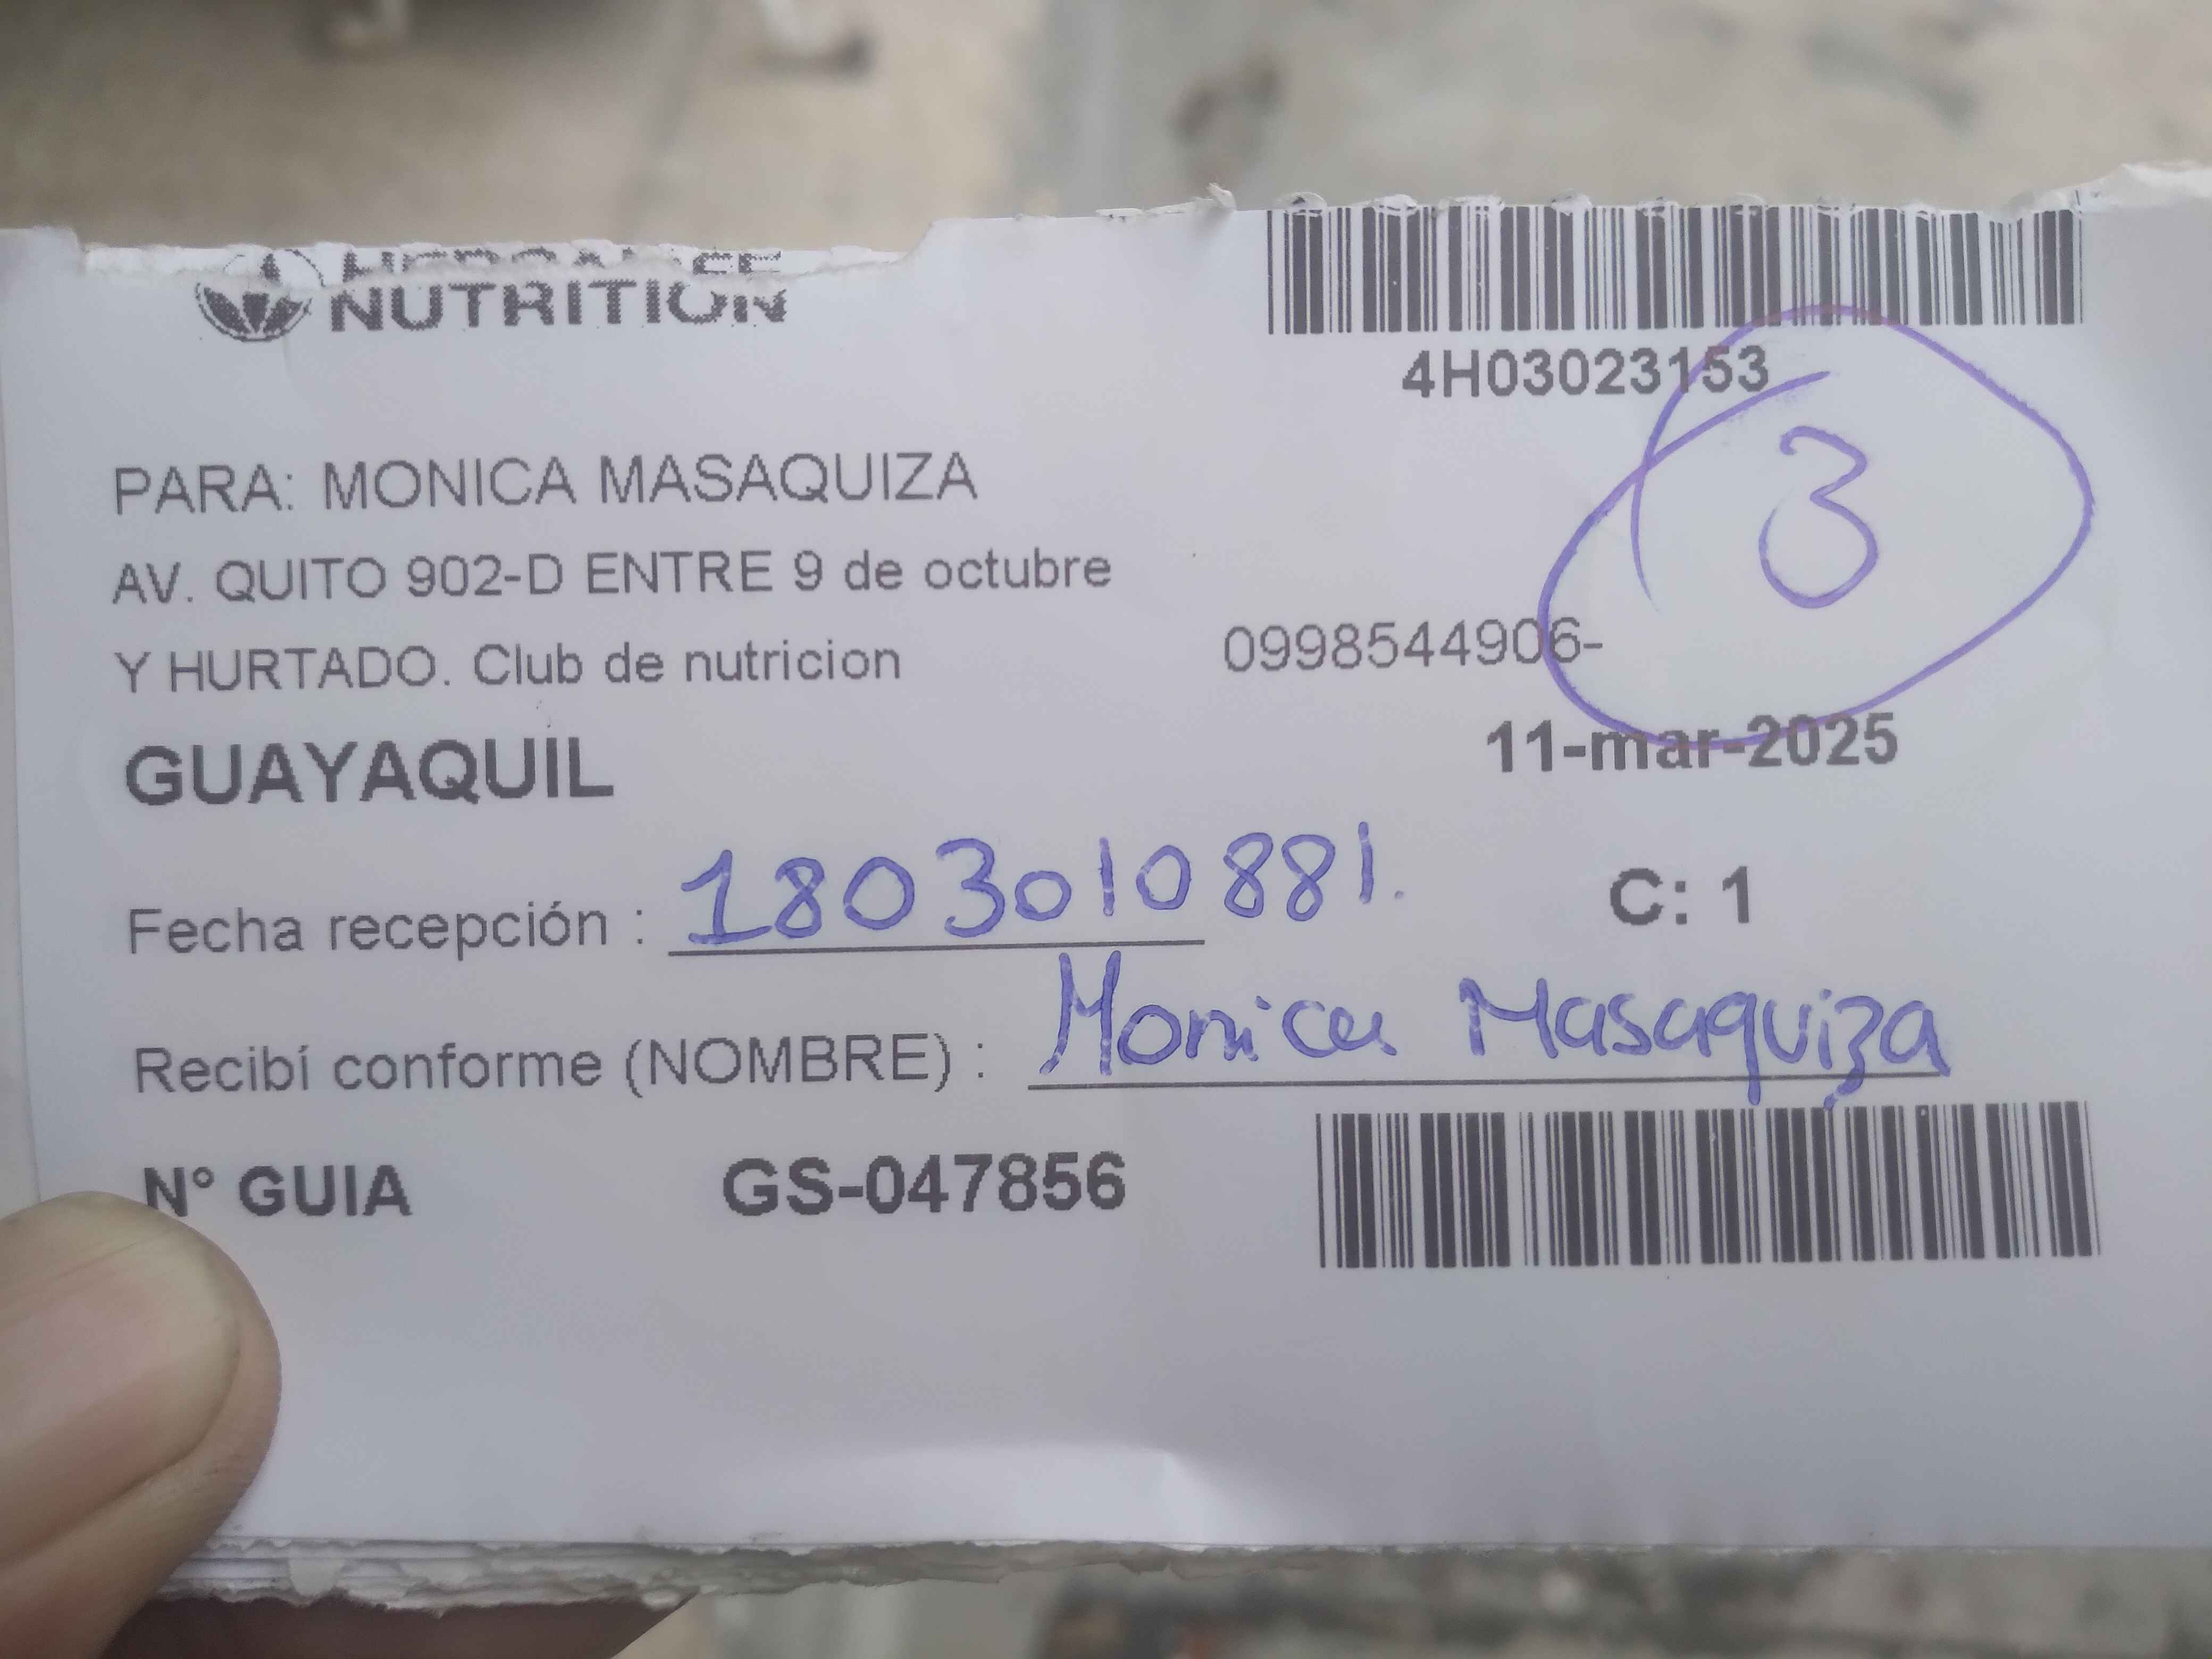 NUTRITION
4H03023153
3
PARA: MONICA MASAQUIZA
AV. QUITO 902-D ENTRE 9 de octubre
Y HURTADO. Club de nutricion
0998544906-
GUAYAQUIL
11-mar-2025
Fecha recepción : 1803010881.
C: 1
Recibí conforme (NOMBRE) : Monica Masaquiza
N° GUIA GS-047856